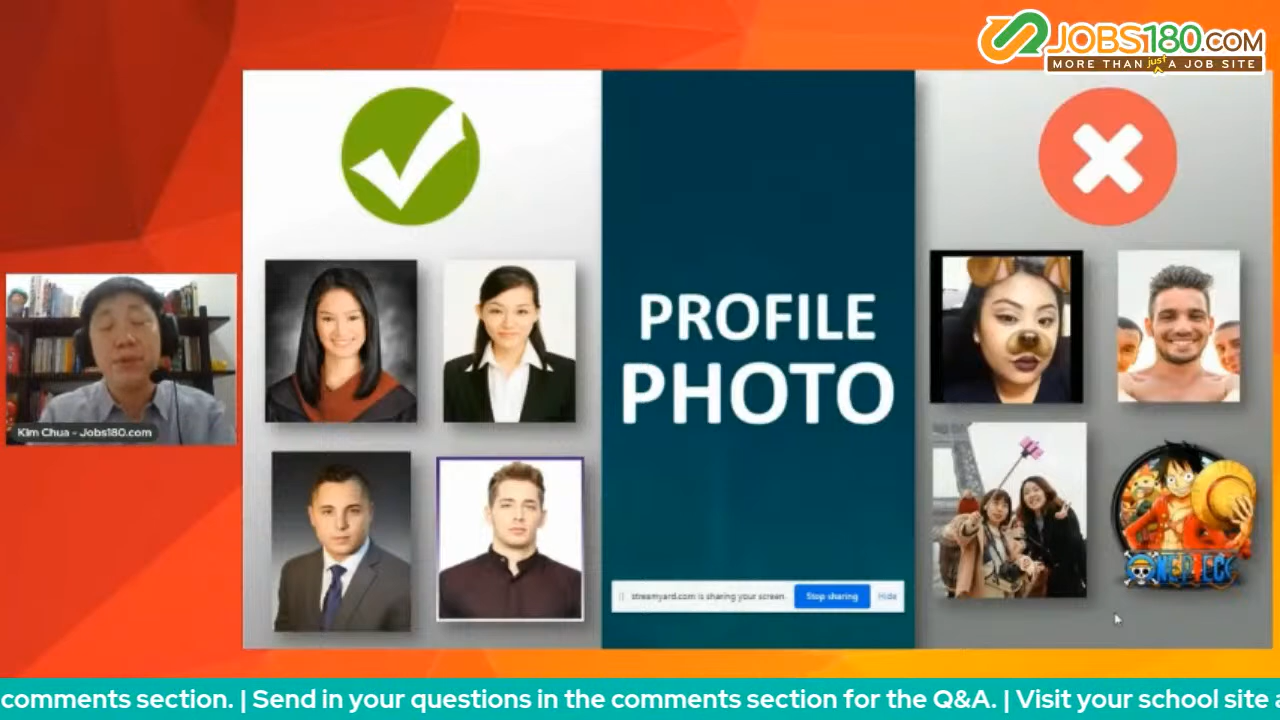 JOBS180.COM
MORE THAN just A JOB SITE
PROFILE
PHOTO
Kim Chua - Jobs180.com
ONE PIECE
streamyard.com is sharing your screen.
Stop sharing
Hide
comments section. | Send in your questions in the comments section for the Q&A. | Visit your school site a